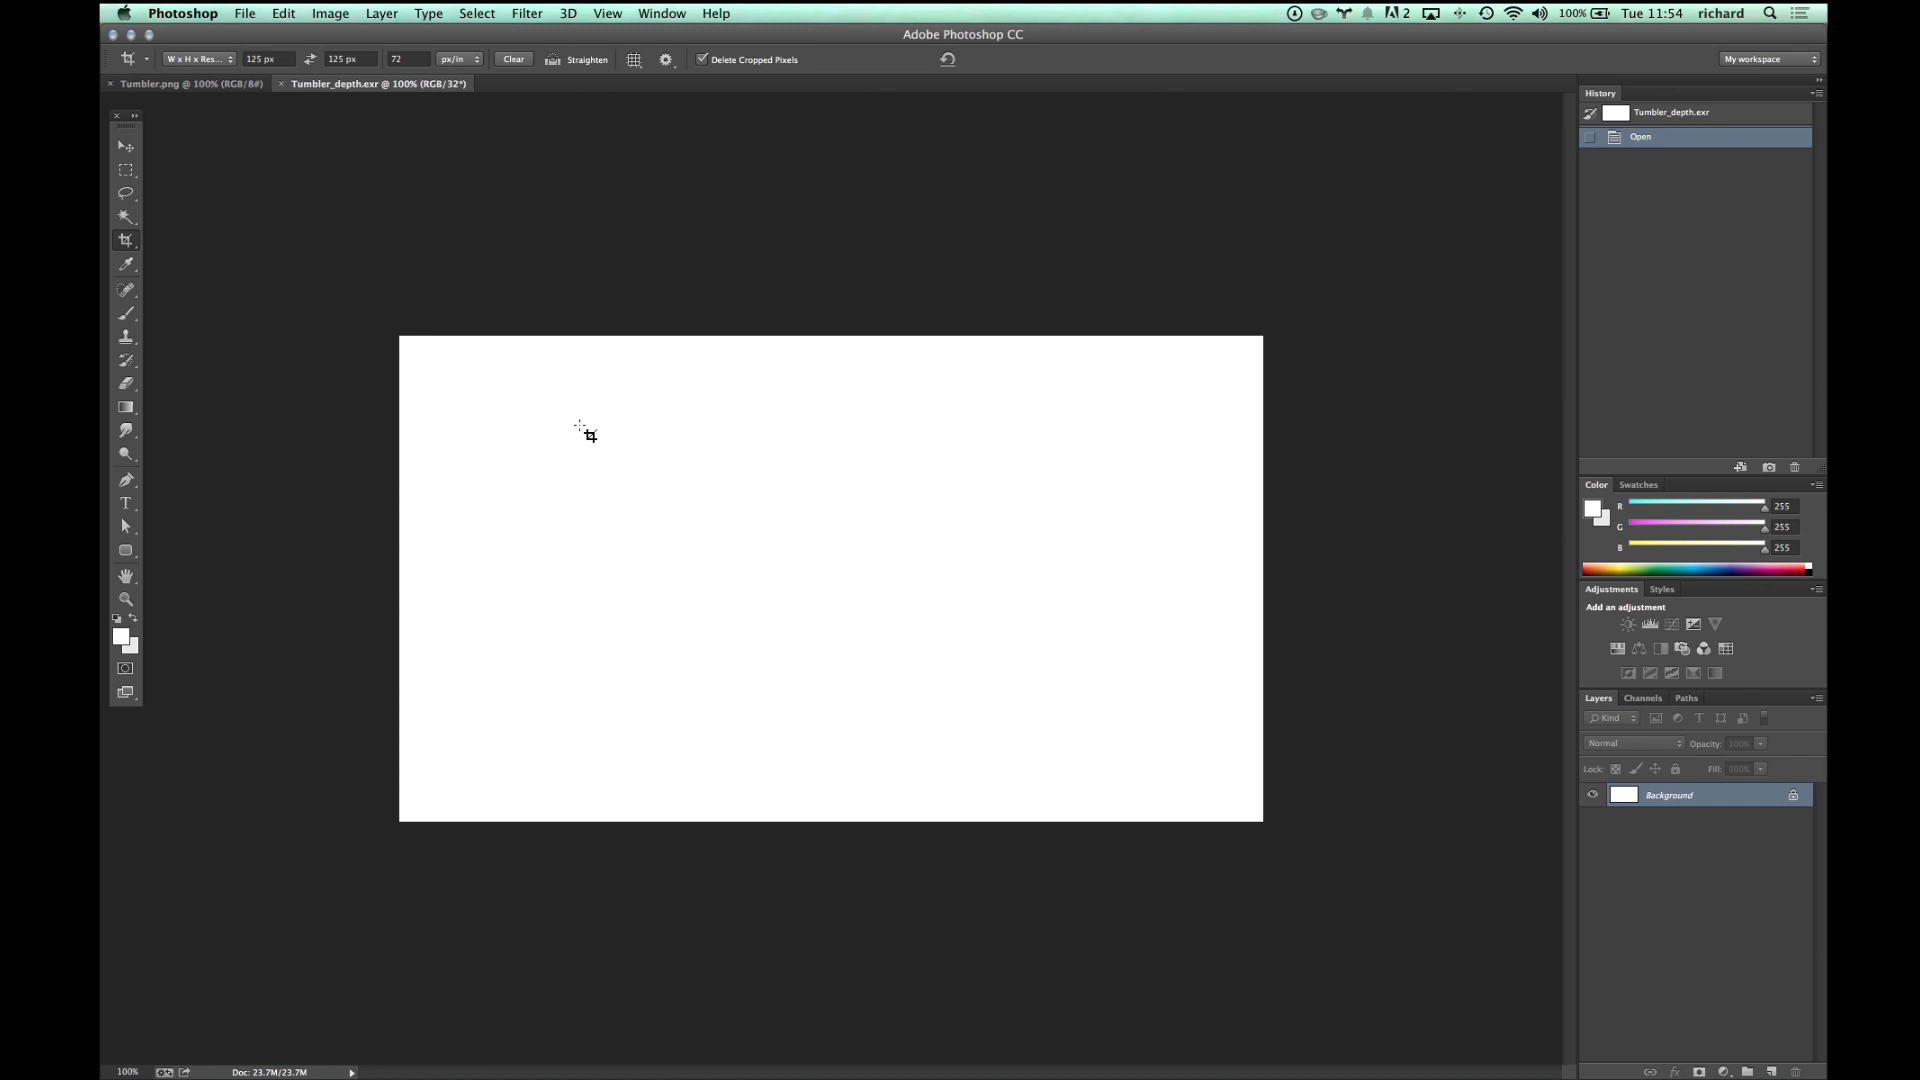 Photoshop File Edit Image Layer Type Select Filter 3D View Window Help 2 100% Tue 11:54 richard
Adobe Photoshop CC
W x H x Res... 125 px 125 px 72 px/in Clear Straighten Delete Cropped Pixels My workspace
Tumbler.png @ 100% (RGB/8#) Tumbler_depth.exr @ 100% (RGB/32*)
History
Tumbler_depth.exr
Open
Color Swatches
R 255
G 255
B 255
Adjustments Styles
Add an adjustment
Layers Channels Paths
Kind
Normal Opacity: 100%
Lock: Fill: 100%
Background
100% Doc: 23.7M/23.7M